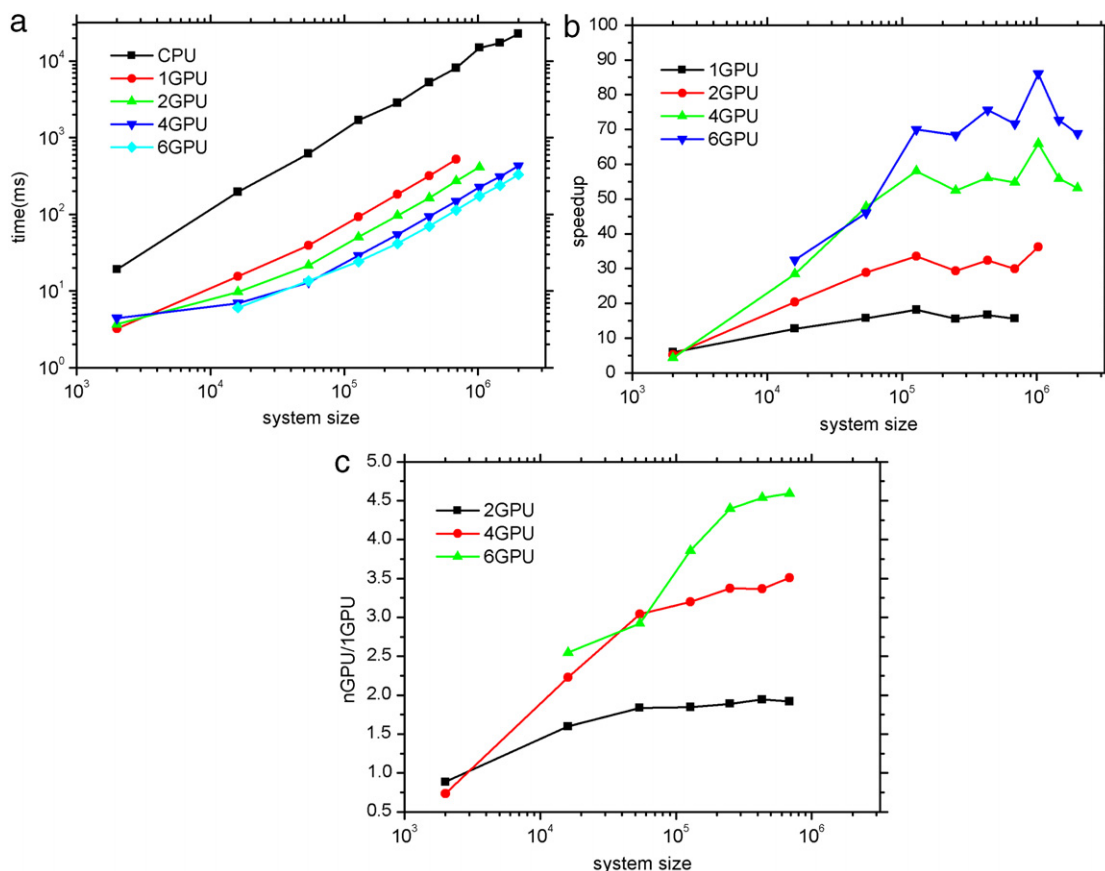 a
time(ms)
10^4
10^3
10^2
10^1
10^0
CPU
1GPU
2GPU
4GPU
6GPU
10^3 10^4 10^5 10^6
system size
b
speedup
100
90
80
70
60
50
40
30
20
10
0
1GPU
2GPU
4GPU
6GPU
10^3 10^4 10^5 10^6
system size
c
nGPU/1GPU
5.0
4.5
4.0
3.5
3.0
2.5
2.0
1.5
1.0
0.5
2GPU
4GPU
6GPU
10^3 10^4 10^5 10^6
system size